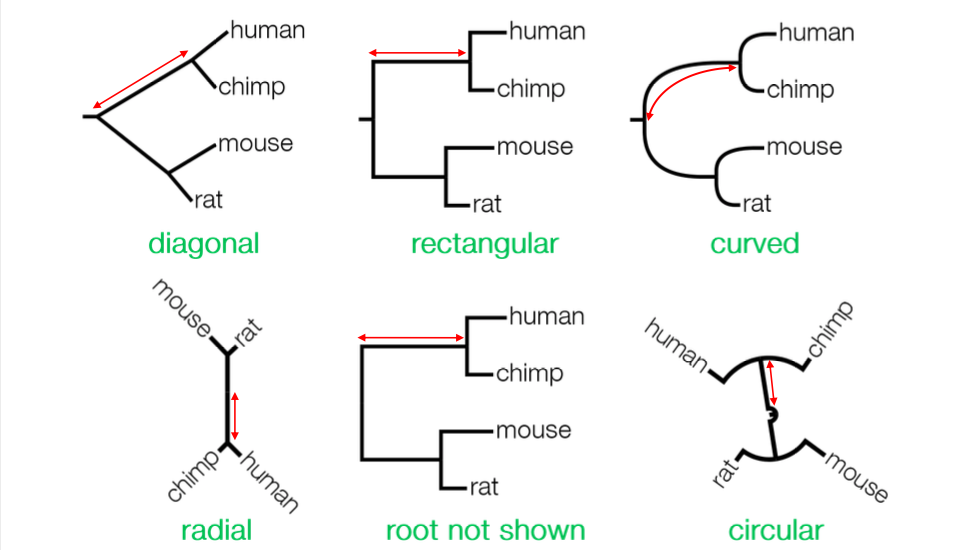 human
chimp
mouse
rat
diagonal
human
chimp
mouse
rat
rectangular
human
chimp
mouse
rat
curved
mouse
rat
chimp
human
radial
human
chimp
mouse
rat
root not shown
human
chimp
rat
mouse
circular